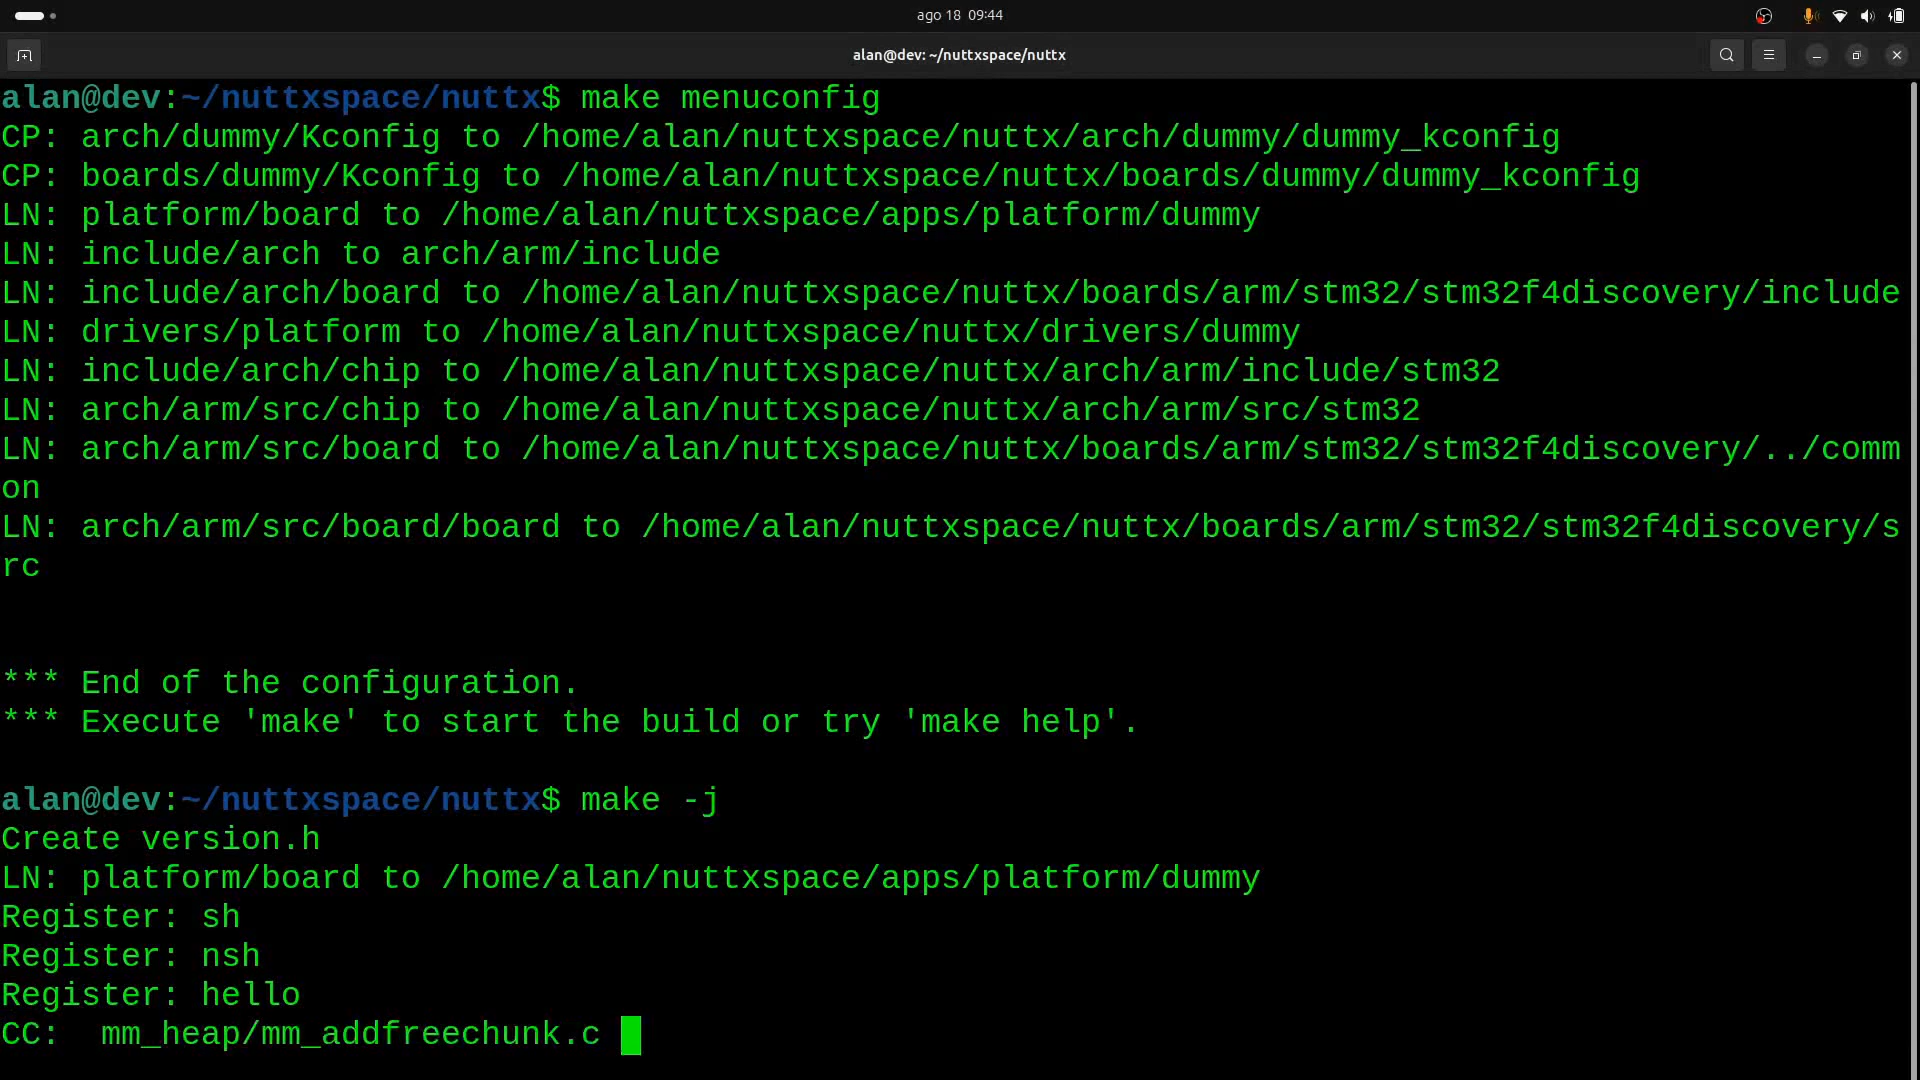 ago 18 09:44
alan@dev: ~/nuttxspace/nuttx
alan@dev:~/nuttxspace/nuttx$ make menuconfig
CP: arch/dummy/Kconfig to /home/alan/nuttxspace/nuttx/arch/dummy/dummy_kconfig
CP: boards/dummy/Kconfig to /home/alan/nuttxspace/nuttx/boards/dummy/dummy_kconfig
LN: platform/board to /home/alan/nuttxspace/apps/platform/dummy
LN: include/arch to arch/arm/include
LN: include/arch/board to /home/alan/nuttxspace/nuttx/boards/arm/stm32/stm32f4discovery/include
LN: drivers/platform to /home/alan/nuttxspace/nuttx/drivers/dummy
LN: include/arch/chip to /home/alan/nuttxspace/nuttx/arch/arm/include/stm32
LN: arch/arm/src/chip to /home/alan/nuttxspace/nuttx/arch/arm/src/stm32
LN: arch/arm/src/board to /home/alan/nuttxspace/nuttx/boards/arm/stm32/stm32f4discovery/../comm
on
LN: arch/arm/src/board/board to /home/alan/nuttxspace/nuttx/boards/arm/stm32/stm32f4discovery/s
rc
*** End of the configuration.
*** Execute 'make' to start the build or try 'make help'.
alan@dev:~/nuttxspace/nuttx$ make -j
Create version.h
LN: platform/board to /home/alan/nuttxspace/apps/platform/dummy
Register: sh
Register: nsh
Register: hello
CC:  mm_heap/mm_addfreechunk.c